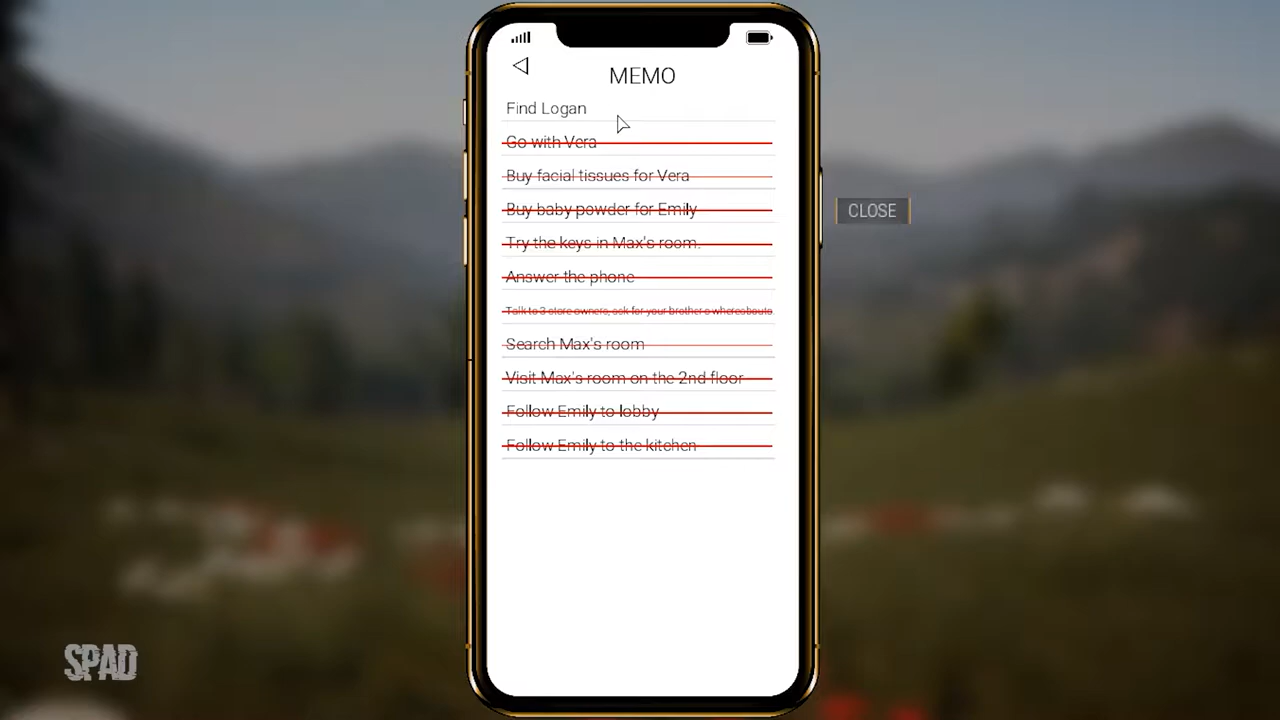 MEMO
Find Logan
Go with Vera
Buy facial tissues for Vera
Buy baby powder for Emily
Try the keys in Max's room.
Answer the phone
Talk to 3 store owners, ask for your brother's whereabouts
Search Max's room
Visit Max's room on the 2nd floor
Follow Emily to lobby
Follow Emily to the kitchen
CLOSE
SPAD